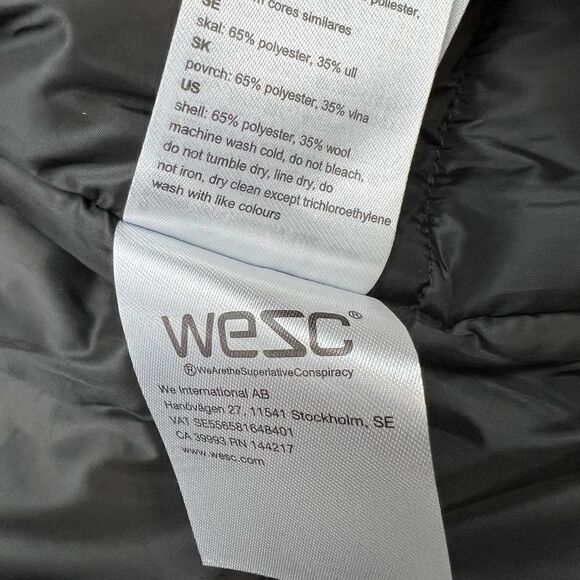 poliester,
cores similares
SE
skal: 65% polyester, 35% ull
SK
povrch: 65% polyester, 35% vlna
US
shell: 65% polyester, 35% wool
machine wash cold, do not bleach,
do not tumble dry, line dry, do
not iron, dry clean except trichloroethylene
wash with like colours
wesc®
®WeAretheSuperlativeConspiracy
We International AB
Hanövägen 27, 11541 Stockholm, SE
VAT SE556581648401
CA 39993 RN 144217
www.wesc.com